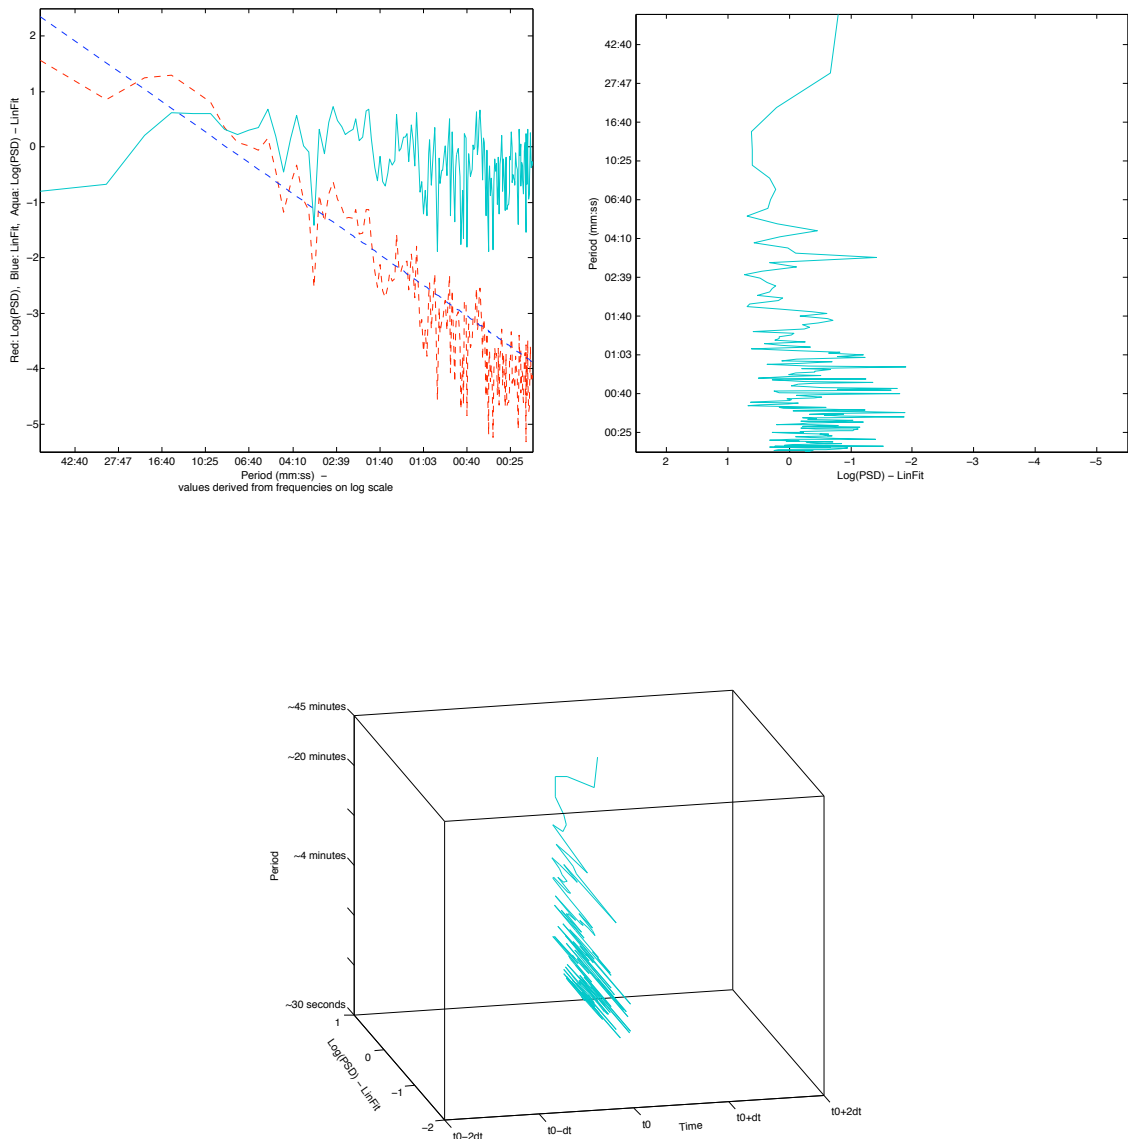 Red: Log(PSD),  Blue: LinFit,  Aqua: Log(PSD) − LinFit
2
1
0
−1
−2
−3
−4
−5
42:40 27:47 16:40 10:25 06:40 04:10 02:39 01:40 01:03 00:40 00:25
Period (mm:ss)  −
values derived from frequencies on log scale
Period (mm:ss)
42:40
27:47
16:40
10:25
06:40
04:10
02:39
01:40
01:03
00:40
00:25
2 1 0 −1 −2 −3 −4 −5
Log(PSD) − LinFit
Period
~45 minutes
~20 minutes
~4 minutes
~30 seconds
1
0
−1
−2
Log(PSD) − LinFit
t0−2dt
t0−dt
t0
t0+dt
t0+2dt
Time